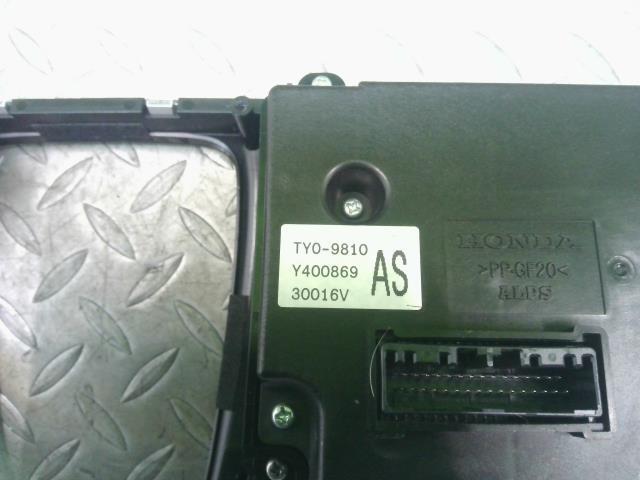 TY0-9810
Y400869
30016V
AS
HONDA
>PP-GF20<
ALPS